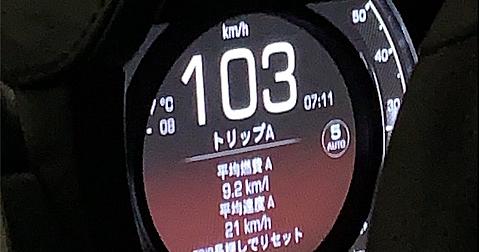 km/h
103
07:11
℃
トリップA
5
AUTO
平均燃費 A
9.2 km/l
平均速度 A
21 km/h
長押しでリセット
50
40
30